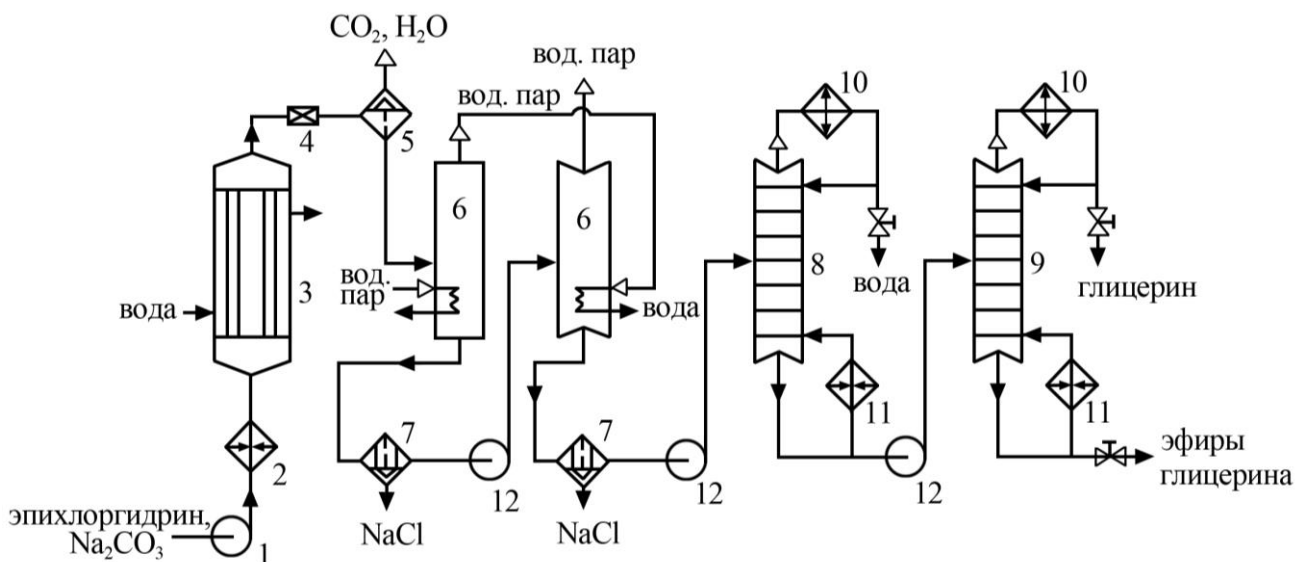 CO₂, H₂O
вод. пар
вод. пар
10
10
4
5
6
6
3
вода
вод.
пар
вода
8
вода
9
глицерин
2
7
7
11
11
12
12
12
эфиры
глицерина
эпихлоргидрин,
Na₂CO₃
1
NaCl
NaCl